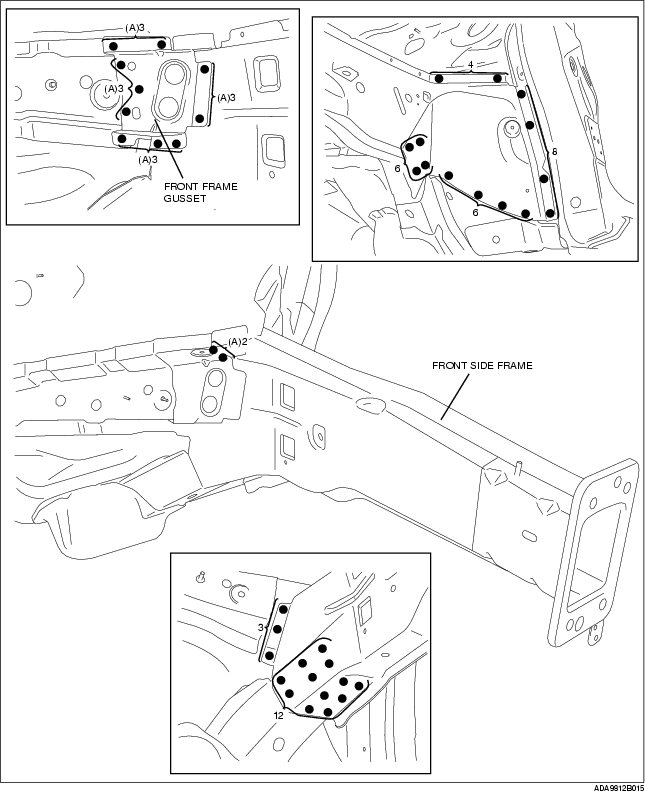 (A)3
(A)3
(A)3
(A)3
FRONT FRAME
GUSSET
4
8
6
6
(A)2
FRONT SIDE FRAME
3
12
ADA9812B015